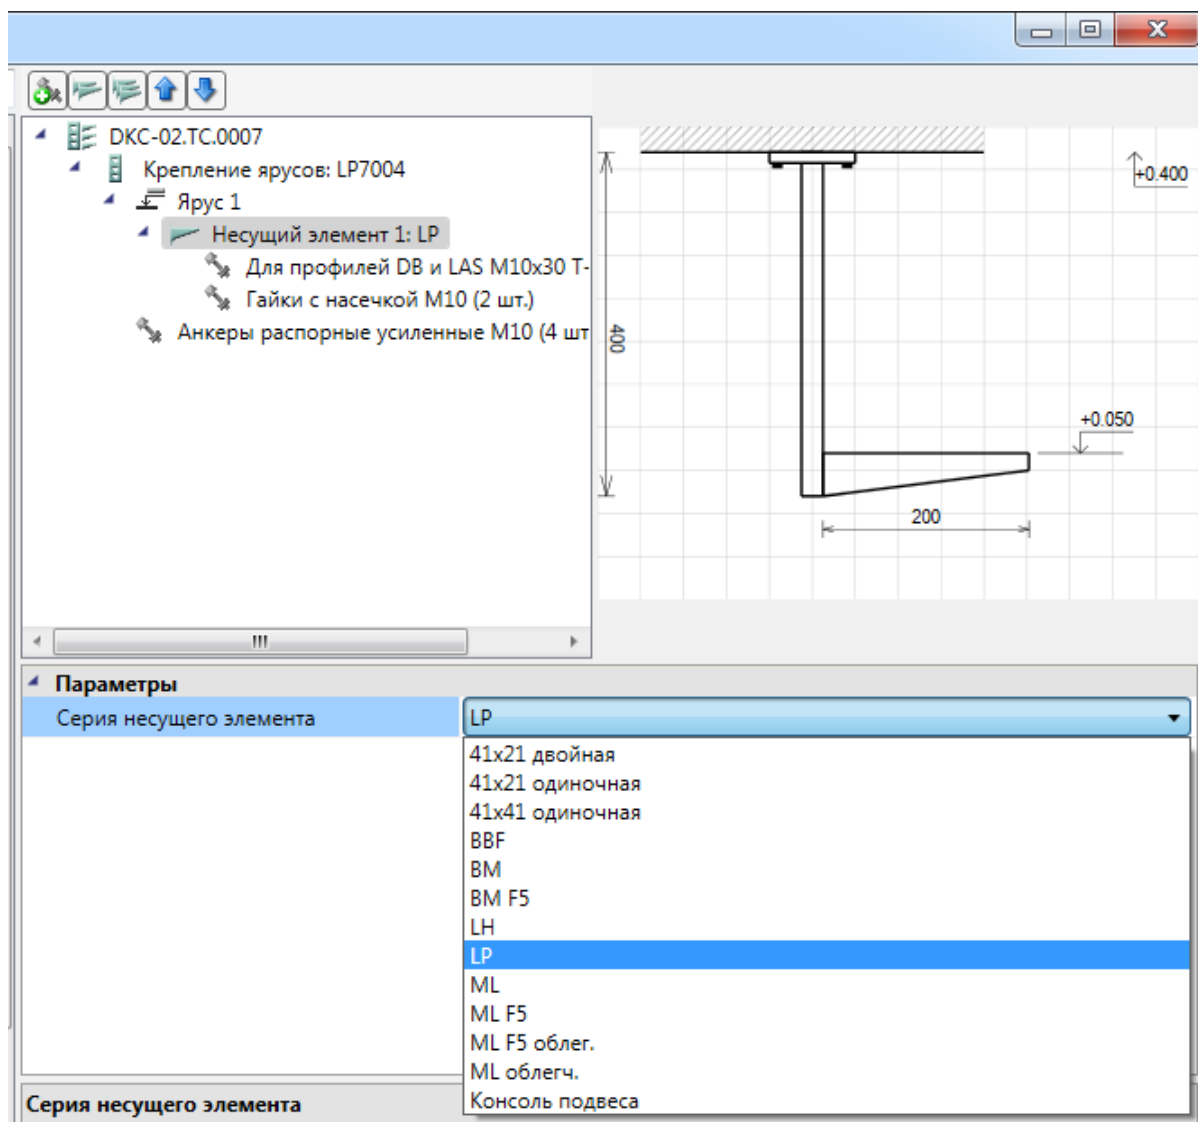 DKC-02.TC.0007
Крепление ярусов: LP7004
Ярус 1
Несущий элемент 1: LP
Для профилей DB и LAS M10x30 T-
Гайки с насечкой M10 (2 шт.)
Анкеры распорные усиленные M10 (4 шт
+0.400
400
+0.050
200
Параметры
Серия несущего элемента
LP
41x21 двойная
41x21 одиночная
41x41 одиночная
BBF
BM
BM F5
LH
LP
ML
ML F5
ML F5 облег.
ML облегч.
Консоль подвеса
Серия несущего элемента